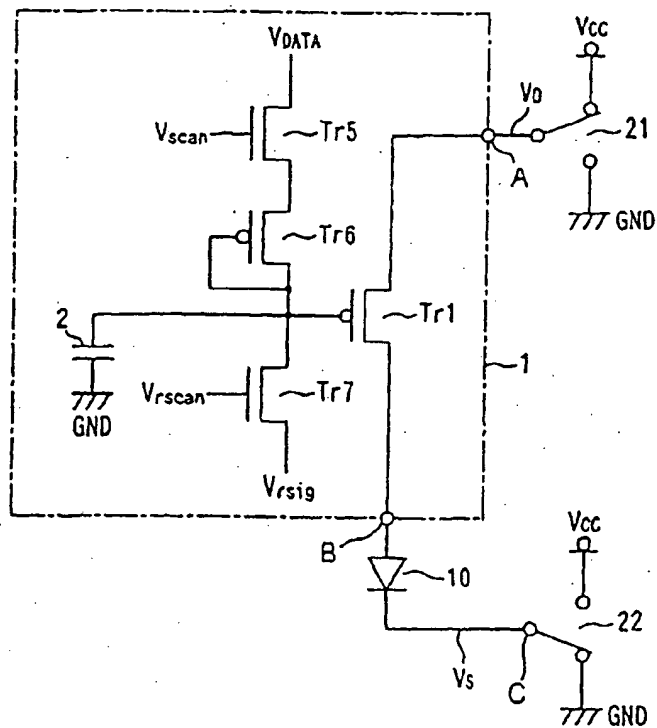 VDATA
Vcc
Vscan
Tr5
VO
21
A
Tr6
GND
2
Tr1
1
GND
Vrscan
Tr7
Vrsig
B
Vcc
10
22
VS
C
GND